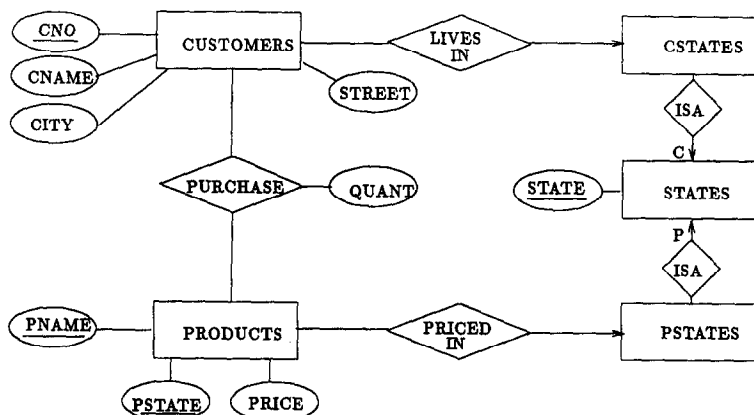 CNO
CUSTOMERS
LIVES
IN
CSTATES
CNAME
STREET
CITY
ISA
C
PURCHASE
QUANT
STATE
STATES
P
ISA
PNAME
PRODUCTS
PRICED
IN
PSTATES
PSTATE
PRICE